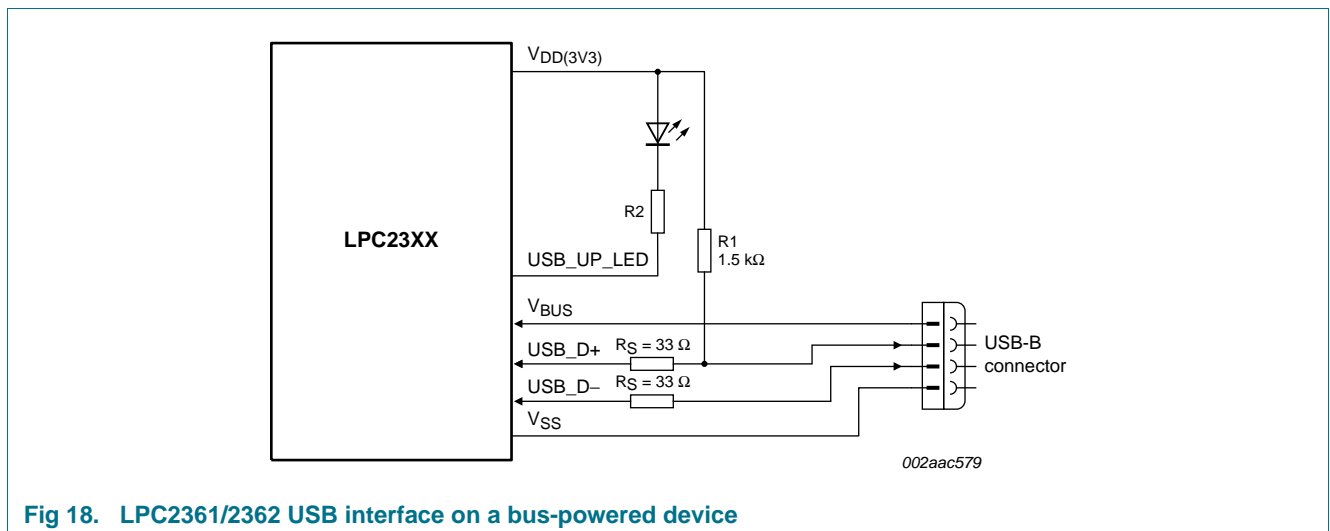 VDD(3V3)
R2
LPC23XX
R1
1.5 kΩ
USB_UP_LED
VBUS
USB_D+
RS = 33 Ω
USB-B
connector
USB_D−
RS = 33 Ω
VSS
002aac579
Fig 18. LPC2361/2362 USB interface on a bus-powered device